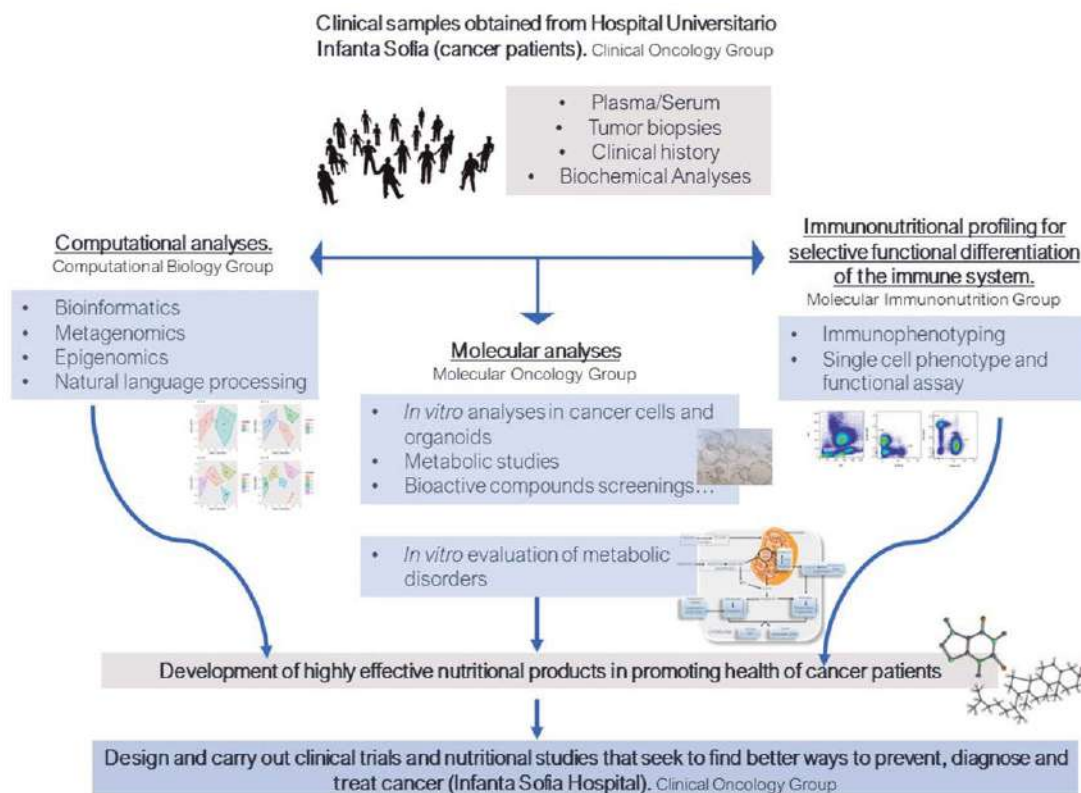 Clinical samples obtained from Hospital Universitario
Infanta Sofia (cancer patients). Clinical Oncology Group
• Plasma/Serum
• Tumor biopsies
• Clinical history
• Biochemical Analyses
Computational analyses.
Computational Biology Group
• Bioinformatics
• Metagenomics
• Epigenomics
• Natural language processing
Molecular analyses
Molecular Oncology Group
• In vitro analyses in cancer cells and
organoids
• Metabolic studies
• Bioactive compounds screenings...
• In vitro evaluation of metabolic
disorders
Immunonutritional profiling for
selective functional differentiation
of the immune system.
Molecular Immunonutrition Group
• Immunophenotyping
• Single cell phenotype and
functional assay
Development of highly effective nutritional products in promoting health of cancer patients
Design and carry out clinical trials and nutritional studies that seek to find better ways to prevent, diagnose and
treat cancer (Infanta Sofia Hospital). Clinical Oncology Group